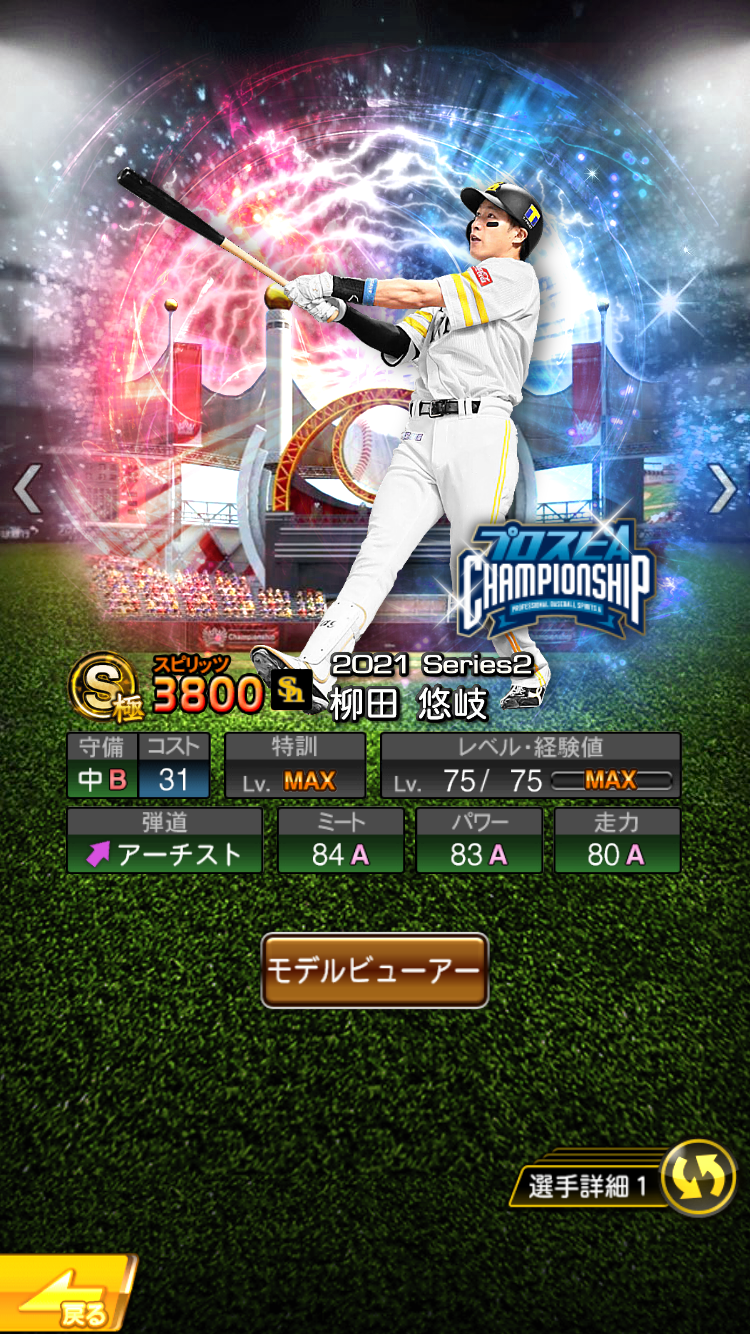 プロスピA
CHAMPIONSHIP
PROFESSIONAL BASEBALL SPIRITS A
Championship
S極
スピリッツ
3800
Sh
2021 Series2
柳田 悠岐
守備 コスト 特訓 レベル・経験値
中B 31 Lv. MAX Lv. 75/ 75 MAX
弾道 ミート パワー 走力
アーチスト 84 A 83 A 80 A
モデルビューアー
選手詳細 1
戻る